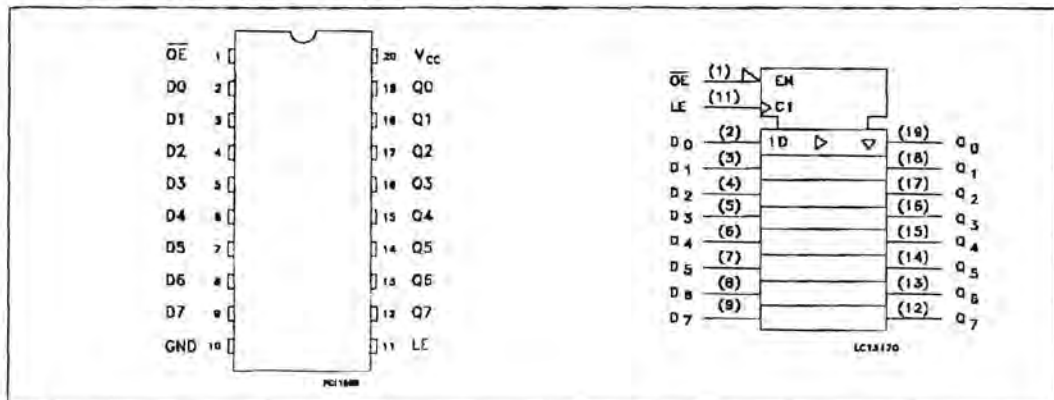 O̅E̅ 1 20 Vcc
D0 2 19 Q0
D1 3 18 Q1
D2 4 17 Q2
D3 5 16 Q3
D4 6 15 Q4
D5 7 14 Q5
D6 8 13 Q6
D7 9 12 Q7
GND 10 11 LE
O̅E̅ (1) EN
LE (11) C1
D0 (2) 1D (19) Q0
D1 (3) (18) Q1
D2 (4) (17) Q2
D3 (5) (16) Q3
D4 (6) (15) Q4
D5 (7) (14) Q5
D6 (8) (13) Q6
D7 (9) (12) Q7
LC13170